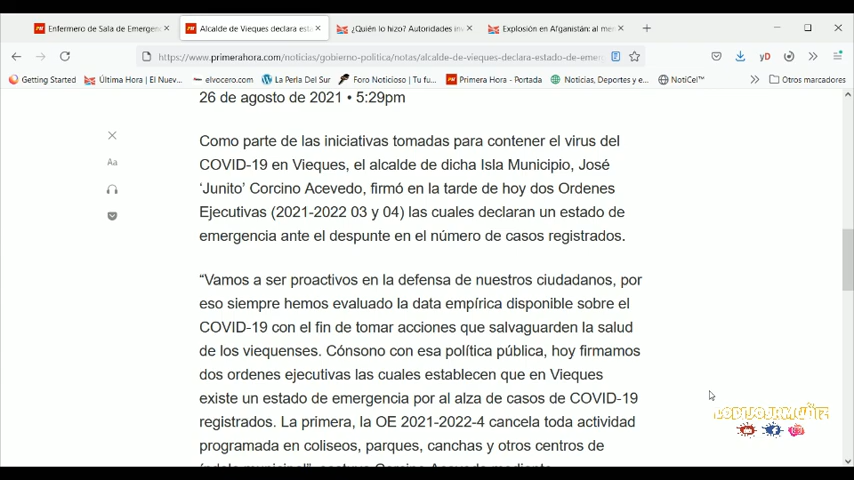 Enfermero de Sala de Emergen
Alcalde de Vieques declara est
¿Quién lo hizo? Autoridades inv
Explosión en Afganistán: al me
https://www.primerahora.com/noticias/gobierno-politica/notas/alcalde-de-vieques-declara-estado-de-eme
Getting Started
Última Hora | El Nuev...
elvocero.com
La Perla Del Sur
Foro Noticioso | Tu fu...
Primera Hora - Portada
Noticias, Deportes y e...
NotiCel™
Otros marcadores
26 de agosto de 2021 • 5:29pm
Aa
Como parte de las iniciativas tomadas para contener el virus del
COVID-19 en Vieques, el alcalde de dicha Isla Municipio, José
‘Junito’ Corcino Acevedo, firmó en la tarde de hoy dos Ordenes
Ejecutivas (2021-2022 03 y 04) las cuales declaran un estado de
emergencia ante el despunte en el número de casos registrados.
“Vamos a ser proactivos en la defensa de nuestros ciudadanos, por
eso siempre hemos evaluado la data empírica disponible sobre el
COVID-19 con el fin de tomar acciones que salvaguarden la salud
de los viequenses. Cónsono con esa política pública, hoy firmamos
dos ordenes ejecutivas las cuales establecen que en Vieques
existe un estado de emergencia por al alza de casos de COVID-19
registrados. La primera, la OE 2021-2022-4 cancela toda actividad
programada en coliseos, parques, canchas y otros centros de